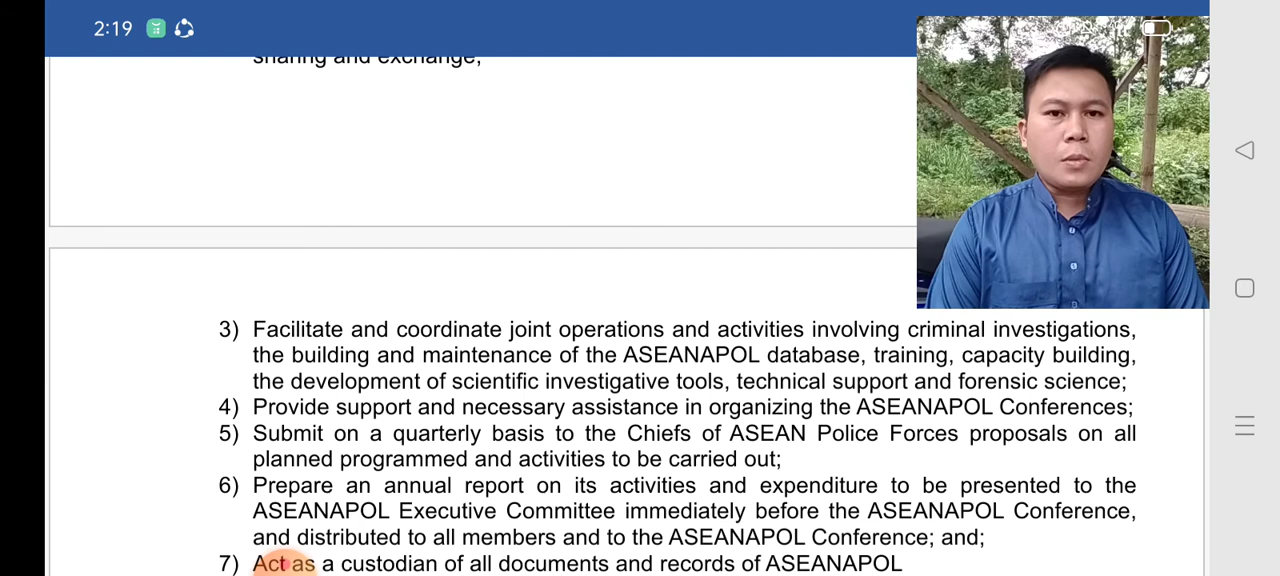 2:19
sharing and exchange;
3) Facilitate and coordinate joint operations and activities involving criminal investigations,
the building and maintenance of the ASEANAPOL database, training, capacity building,
the development of scientific investigative tools, technical support and forensic science;
4) Provide support and necessary assistance in organizing the ASEANAPOL Conferences;
5) Submit on a quarterly basis to the Chiefs of ASEAN Police Forces proposals on all
planned programmed and activities to be carried out;
6) Prepare an annual report on its activities and expenditure to be presented to the
ASEANAPOL Executive Committee immediately before the ASEANAPOL Conference,
and distributed to all members and to the ASEANAPOL Conference; and;
7) Act as a custodian of all documents and records of ASEANAPOL